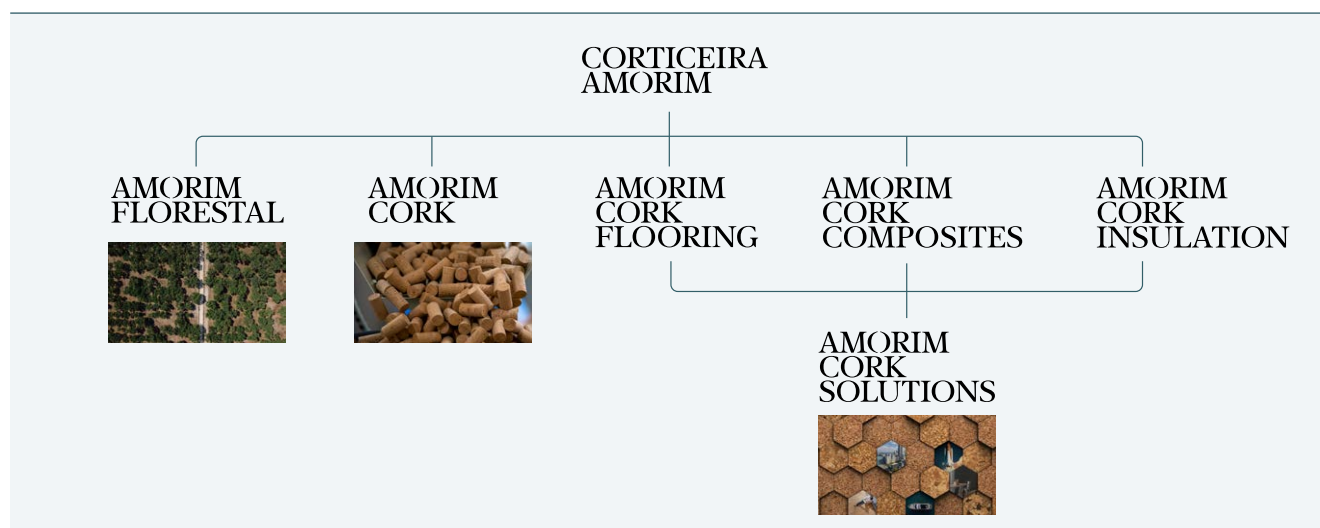 CORTICEIRA
AMORIM
AMORIM
FLORESTAL
AMORIM
CORK
AMORIM
CORK
FLOORING
AMORIM
CORK
COMPOSITES
AMORIM
CORK
INSULATION
AMORIM
CORK
SOLUTIONS